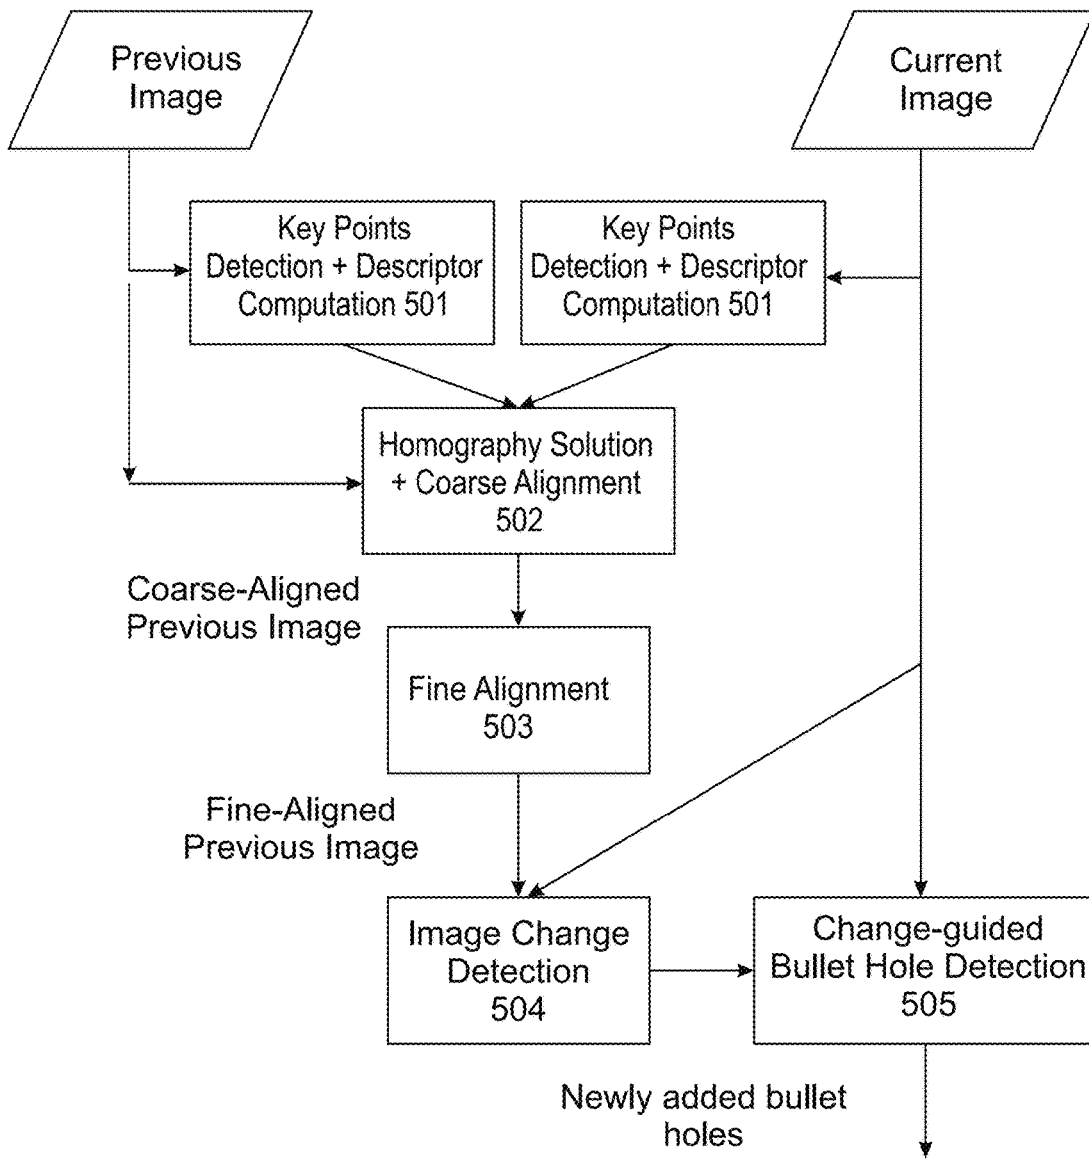 Previous
Image
Current
Image
Key Points
Detection + Descriptor
Computation 501
Key Points
Detection + Descriptor
Computation 501
Homography Solution
+ Coarse Alignment
502
Coarse-Aligned
Previous Image
Fine Alignment
503
Fine-Aligned
Previous Image
Image Change
Detection
504
Change-guided
Bullet Hole Detection
505
Newly added bullet
holes